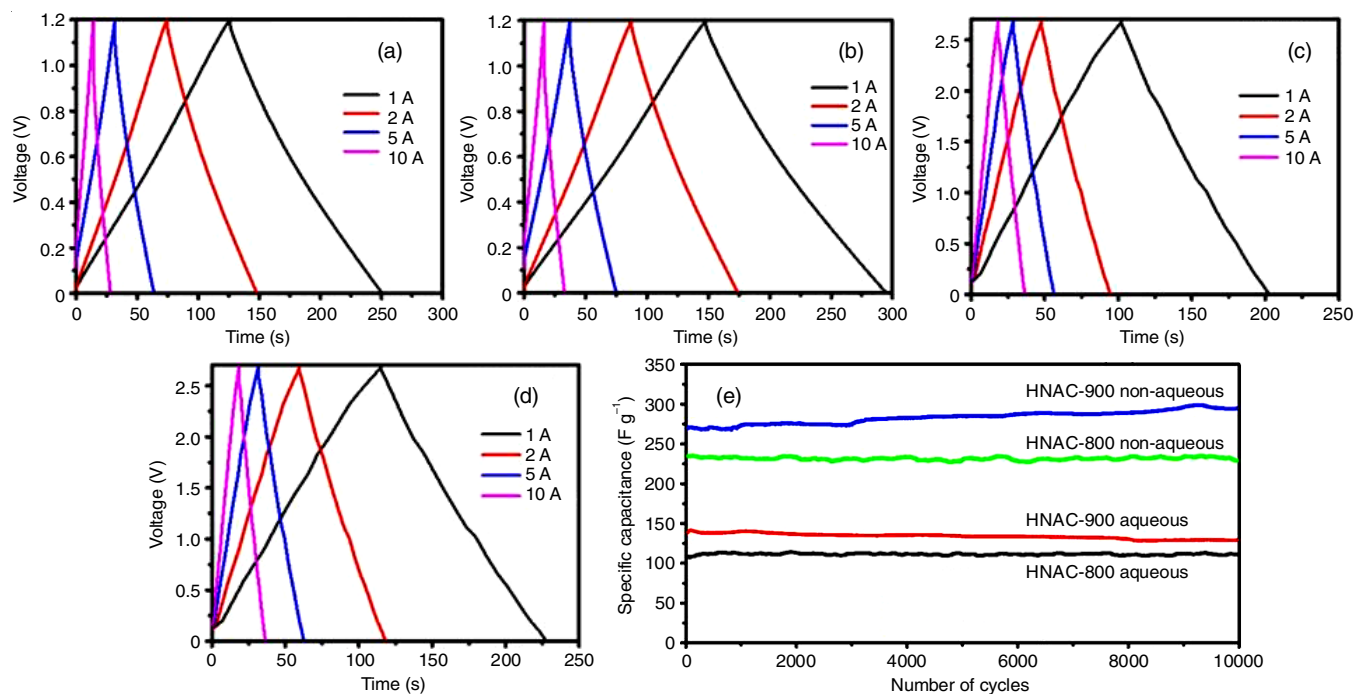 (a)
1.2
1.0
0.8
0.6
0.4
0.2
0
Voltage (V)
1 A
2 A
5 A
10 A
0 50 100 150 200 250 300
Time (s)
(b)
1.2
1.0
0.8
0.6
0.4
0.2
0
Voltage (V)
1 A
2 A
5 A
10 A
0 50 100 150 200 250 300
Time (s)
(c)
2.5
2.0
1.5
1.0
0.5
0
Voltage (V)
1 A
2 A
5 A
10 A
0 50 100 150 200 250
Time (s)
(d)
2.5
2.0
1.5
1.0
0.5
0
Voltage (V)
1 A
2 A
5 A
10 A
0 50 100 150 200 250
Time (s)
(e)
350
300
250
200
150
100
50
0
Specific capacitance (F g⁻¹)
HNAC-900 non-aqueous
HNAC-800 non-aqueous
HNAC-900 aqueous
HNAC-800 aqueous
0 2000 4000 6000 8000 10000
Number of cycles